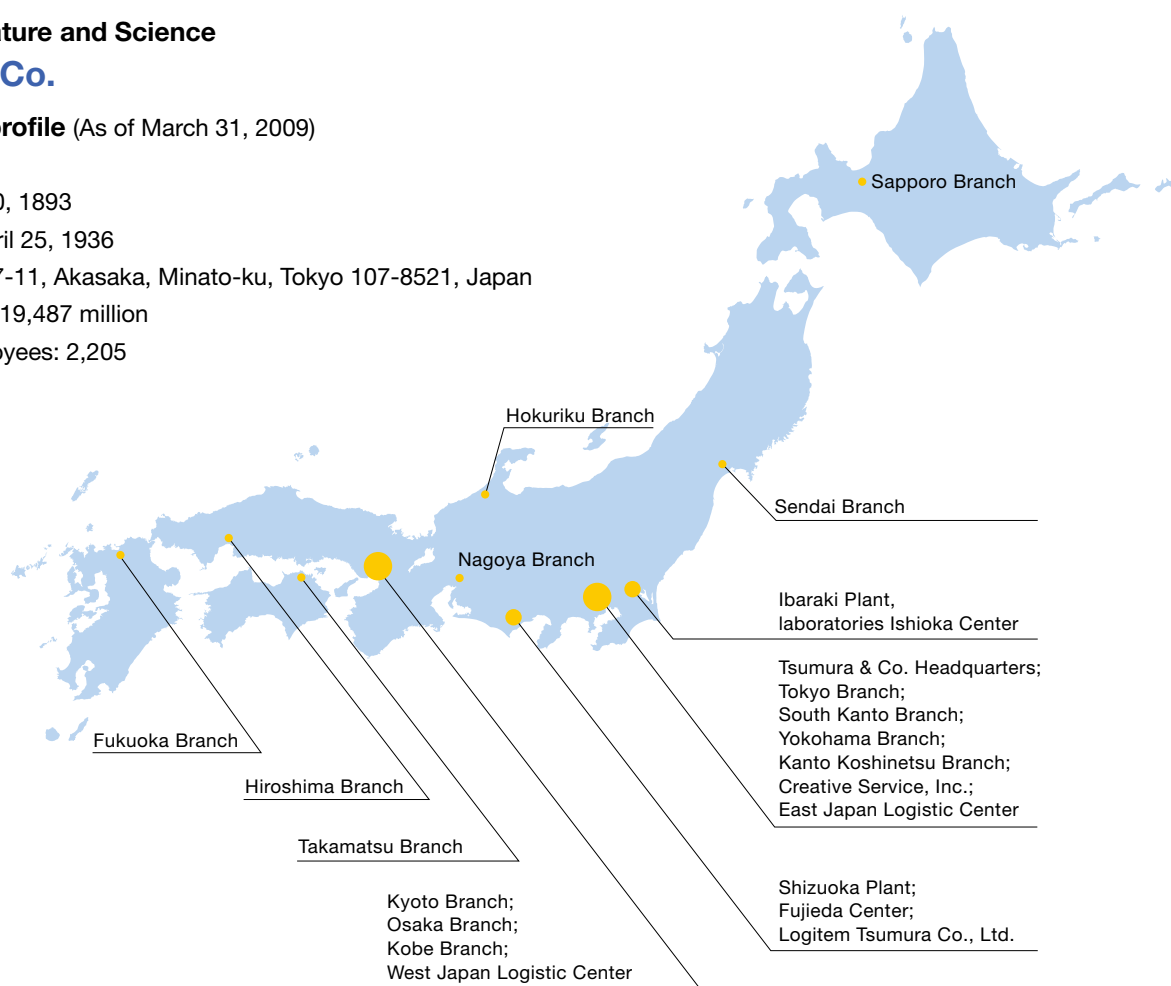 ture and Science
Co.
profile (As of March 31, 2009)
0, 1893
ril 25, 1936
7-11, Akasaka, Minato-ku, Tokyo 107-8521, Japan
19,487 million
oyees: 2,205
Sapporo Branch
Hokuriku Branch
Sendai Branch
Nagoya Branch
Ibaraki Plant,
laboratories Ishioka Center
Tsumura & Co. Headquarters;
Tokyo Branch;
South Kanto Branch;
Yokohama Branch;
Kanto Koshinetsu Branch;
Creative Service, Inc.;
East Japan Logistic Center
Fukuoka Branch
Hiroshima Branch
Takamatsu Branch
Kyoto Branch;
Osaka Branch;
Kobe Branch;
West Japan Logistic Center
Shizuoka Plant;
Fujieda Center;
Logitem Tsumura Co., Ltd.